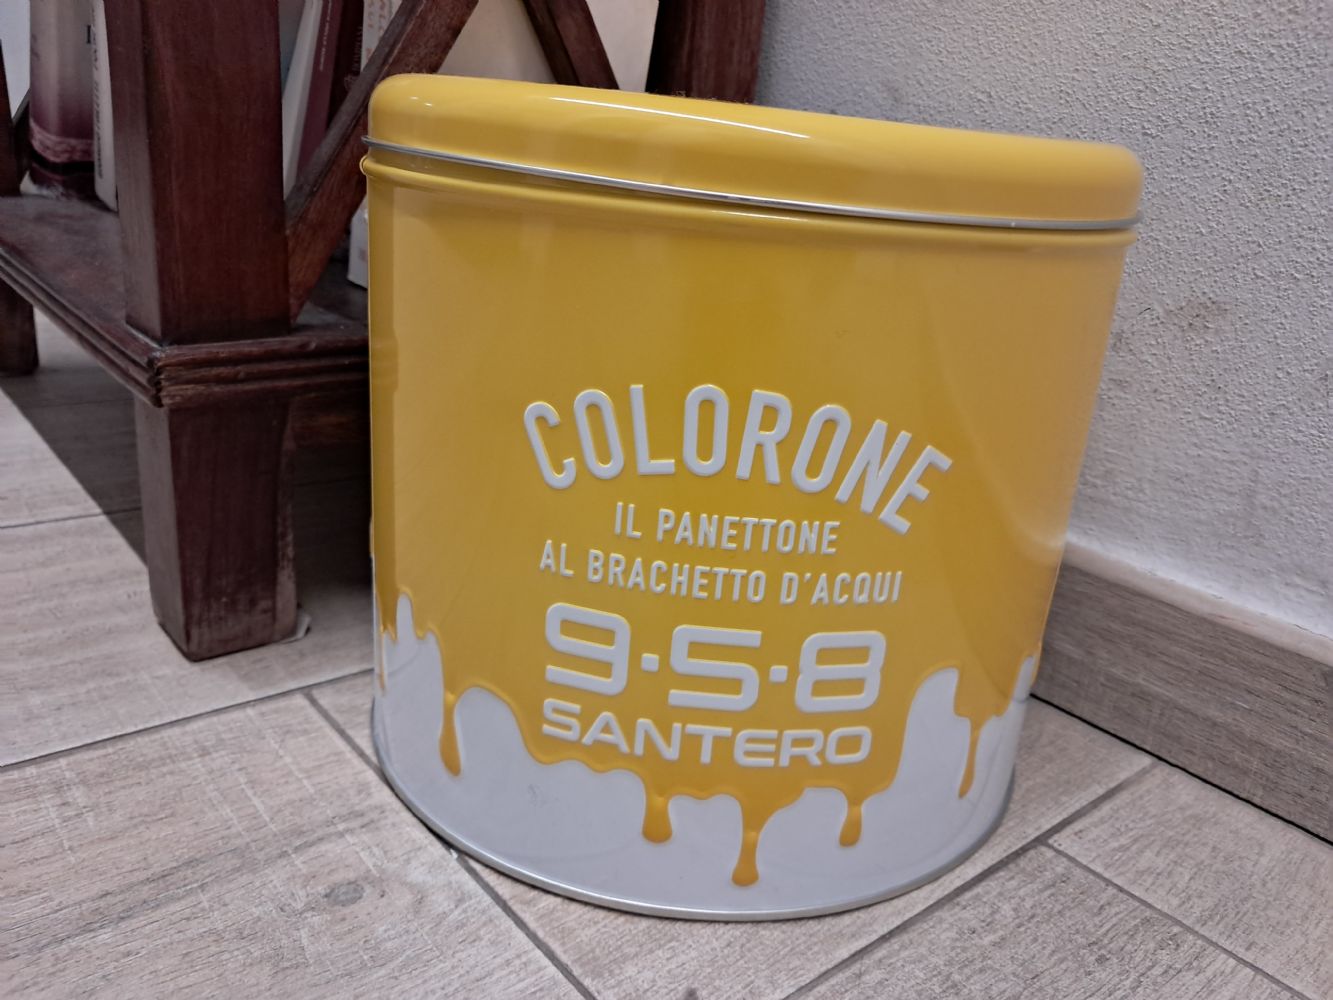 COLORONE
IL PANETTONE
AL BRACHETTO D'ACQUI
9·5·8
SANTERO